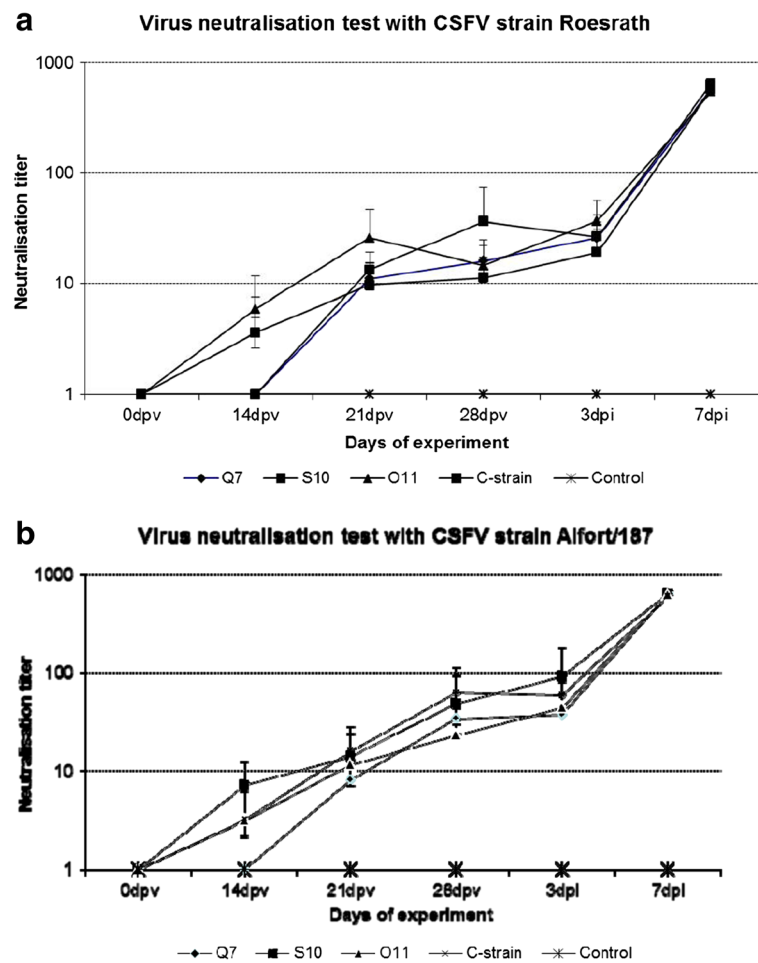 a
Virus neutralisation test with CSFV strain Roesrath
1000
100
10
1
Neutralisation titer
0dpv 14dpv 21dpv 28dpv 3dpi 7dpi
Days of experiment
Q7 S10 O11 C-strain Control
b
Virus neutralisation test with CSFV strain Alfort/187
1000
100
10
1
Neutralisation titer
0dpv 14dpv 21dpv 28dpv 3dpi 7dpi
Days of experiment
Q7 S10 O11 C-strain Control